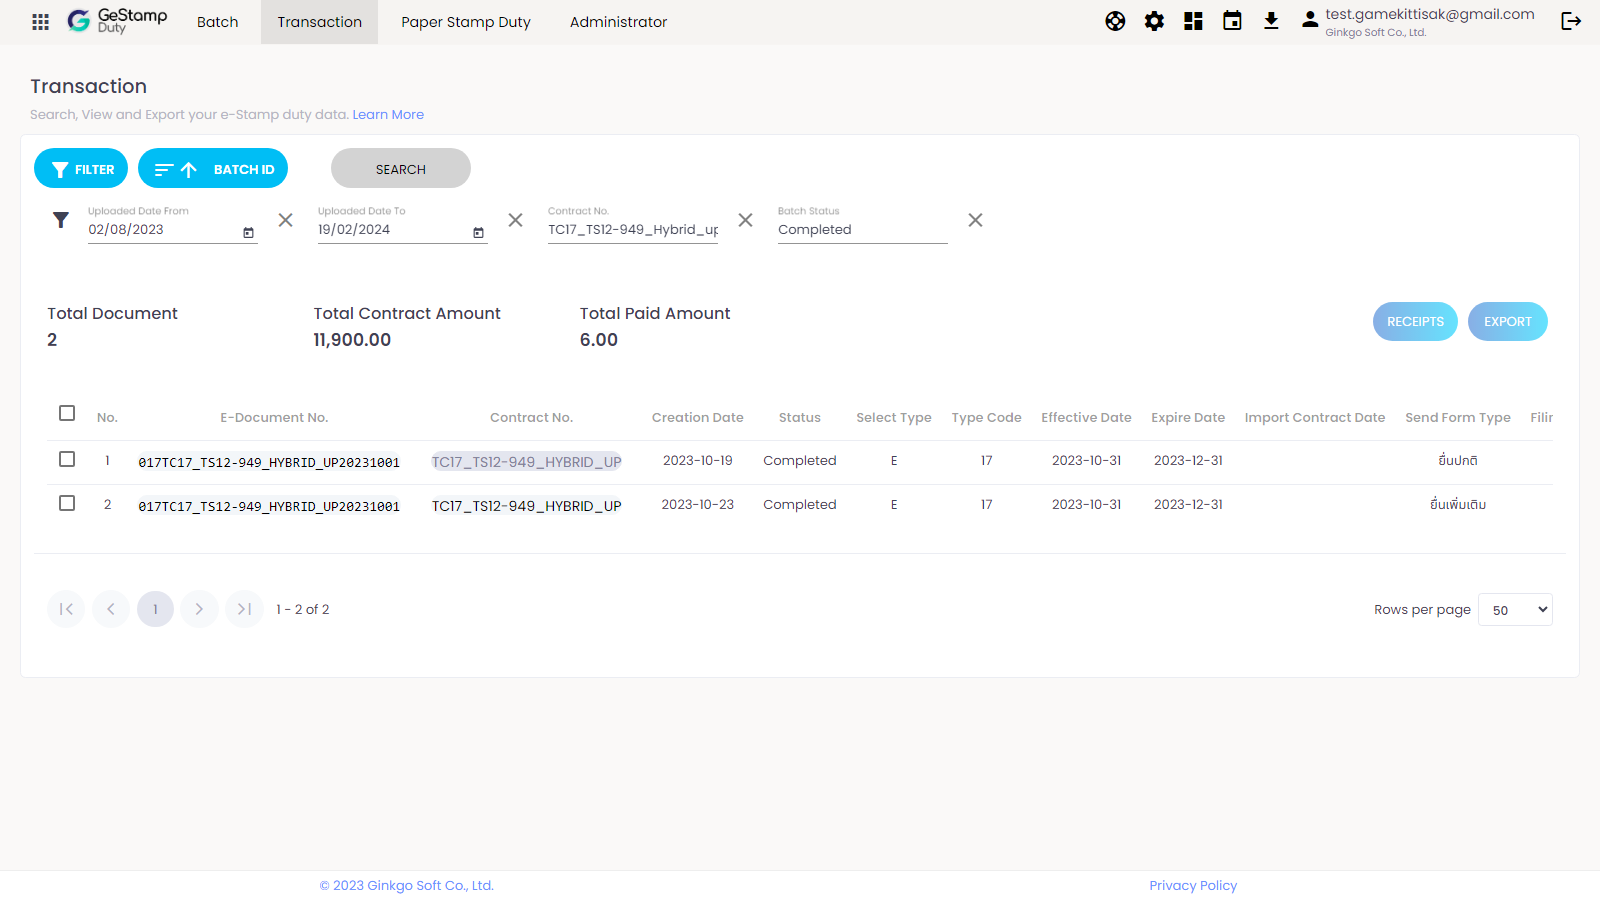 GeStamp
Duty
Batch
Transaction
Paper Stamp Duty
Administrator
test.gamekittisak@gmail.com
Ginkgo Soft Co., Ltd.
Transaction
Search, View and Export your e-Stamp duty data. Learn More
FILTER
BATCH ID
SEARCH
Uploaded Date From
02/08/2023
Uploaded Date To
19/02/2024
Contract No.
TC17_TS12-949_Hybrid_up
Batch Status
Completed
Total Document
2
Total Contract Amount
11,900.00
Total Paid Amount
6.00
RECEIPTS
EXPORT
No. E-Document No. Contract No. Creation Date Status Select Type Type Code Effective Date Expire Date Import Contract Date Send Form Type Filir
1 017TC17_TS12-949_HYBRID_UP20231001 TC17_TS12-949_HYBRID_UP 2023-10-19 Completed E 17 2023-10-31 2023-12-31 ยื่นปกติ
2 017TC17_TS12-949_HYBRID_UP20231001 TC17_TS12-949_HYBRID_UP 2023-10-23 Completed E 17 2023-10-31 2023-12-31 ยื่นเพิ่มเติม
1
1 - 2 of 2
Rows per page 50
© 2023 Ginkgo Soft Co., Ltd.
Privacy Policy